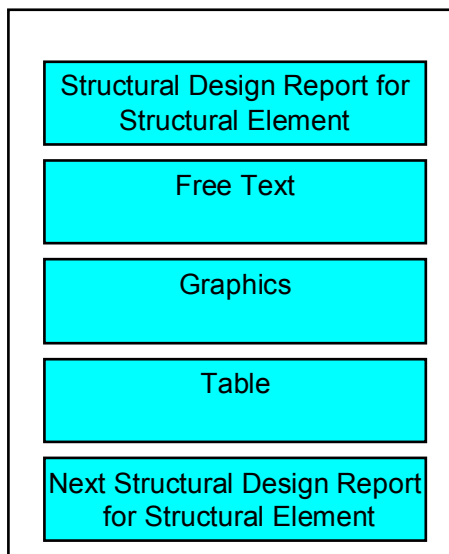 Structural Design Report for
Structural Element
Free Text
Graphics
Table
Next Structural Design Report
for Structural Element